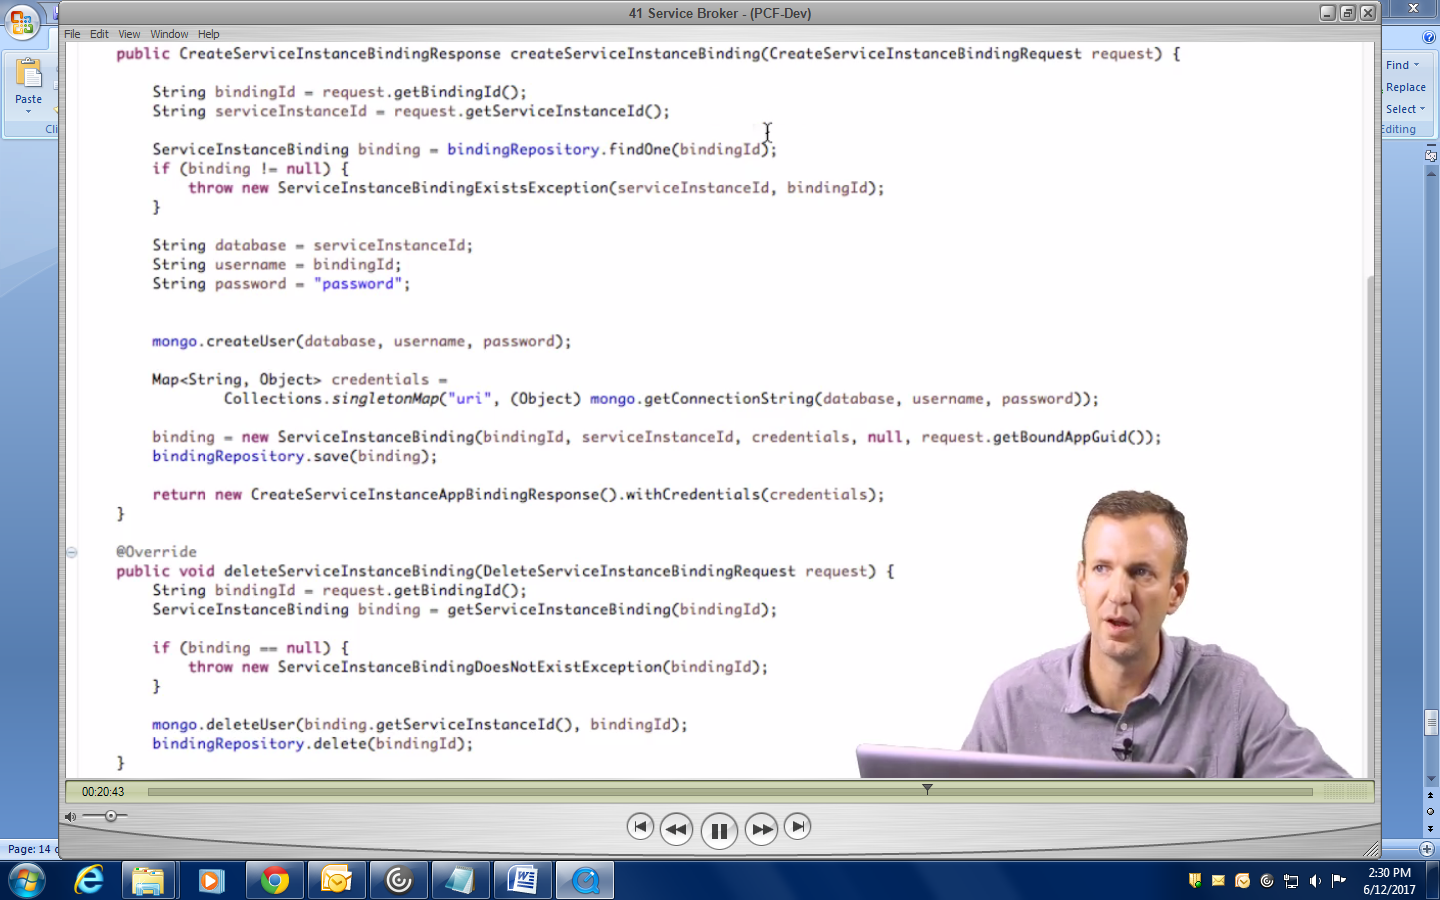 41 Service Broker - (PCF-Dev)
File Edit View Window Help
Paste
Cli
Find
Replace
Select
Editing
public CreateServiceInstanceBindingResponse createServiceInstanceBinding(CreateServiceInstanceBindingRequest request) {
String bindingId = request.getBindingId();
String serviceInstanceId = request.getServiceInstanceId();
ServiceInstanceBinding binding = bindingRepository.findOne(bindingId);
if (binding != null) {
throw new ServiceInstanceBindingExistsException(serviceInstanceId, bindingId);
}
String database = serviceInstanceId;
String username = bindingId;
String password = "password";
mongo.createUser(database, username, password);
Map<String, Object> credentials =
Collections.singletonMap("uri", (Object) mongo.getConnectionString(database, username, password));
binding = new ServiceInstanceBinding(bindingId, serviceInstanceId, credentials, null, request.getBoundAppGuid());
bindingRepository.save(binding);
return new CreateServiceInstanceAppBindingResponse().withCredentials(credentials);
}
@Override
public void deleteServiceInstanceBinding(DeleteServiceInstanceBindingRequest request) {
String bindingId = request.getBindingId();
ServiceInstanceBinding binding = getServiceInstanceBinding(bindingId);
if (binding == null) {
throw new ServiceInstanceBindingDoesNotExistException(bindingId);
}
mongo.deleteUser(binding.getServiceInstanceId(), bindingId);
bindingRepository.delete(bindingId);
}
00:20:43
Page: 14 o
2:30 PM
6/12/2017